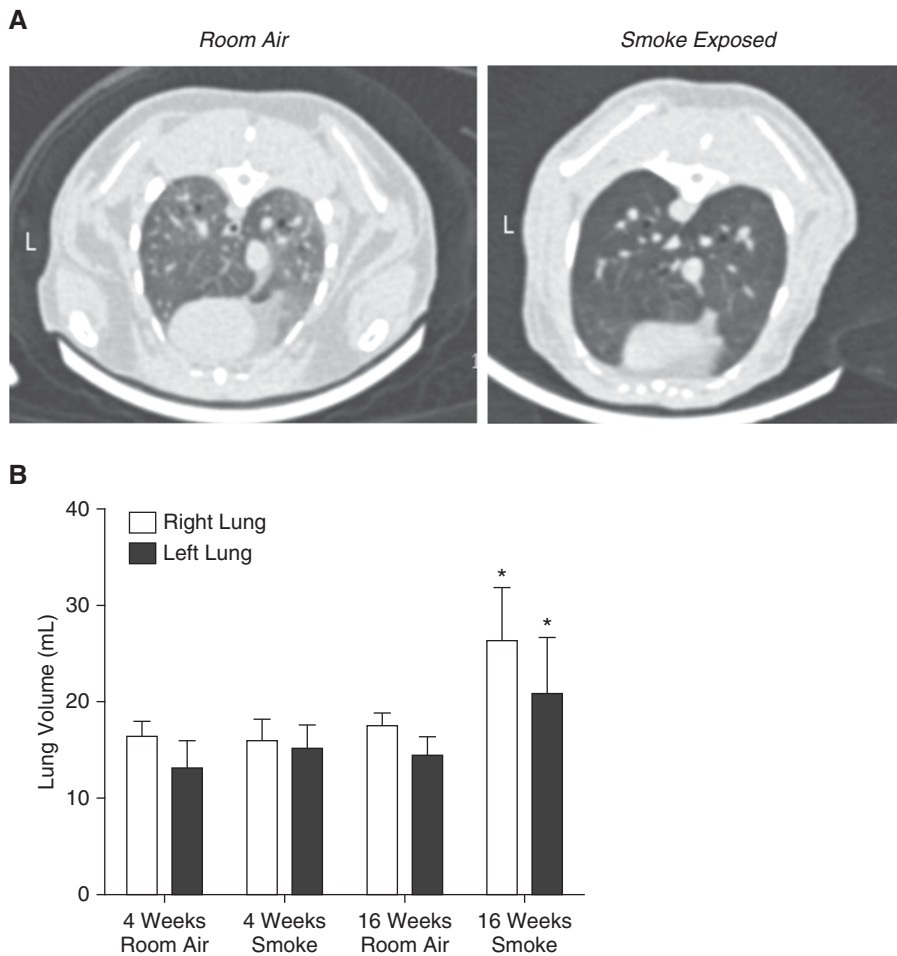 A
Room Air
Smoke Exposed
L
L
1
B
40
30
20
10
0
Lung Volume (mL)
Right Lung
Left Lung
*
*
4 Weeks
Room Air
4 Weeks
Smoke
16 Weeks
Room Air
16 Weeks
Smoke